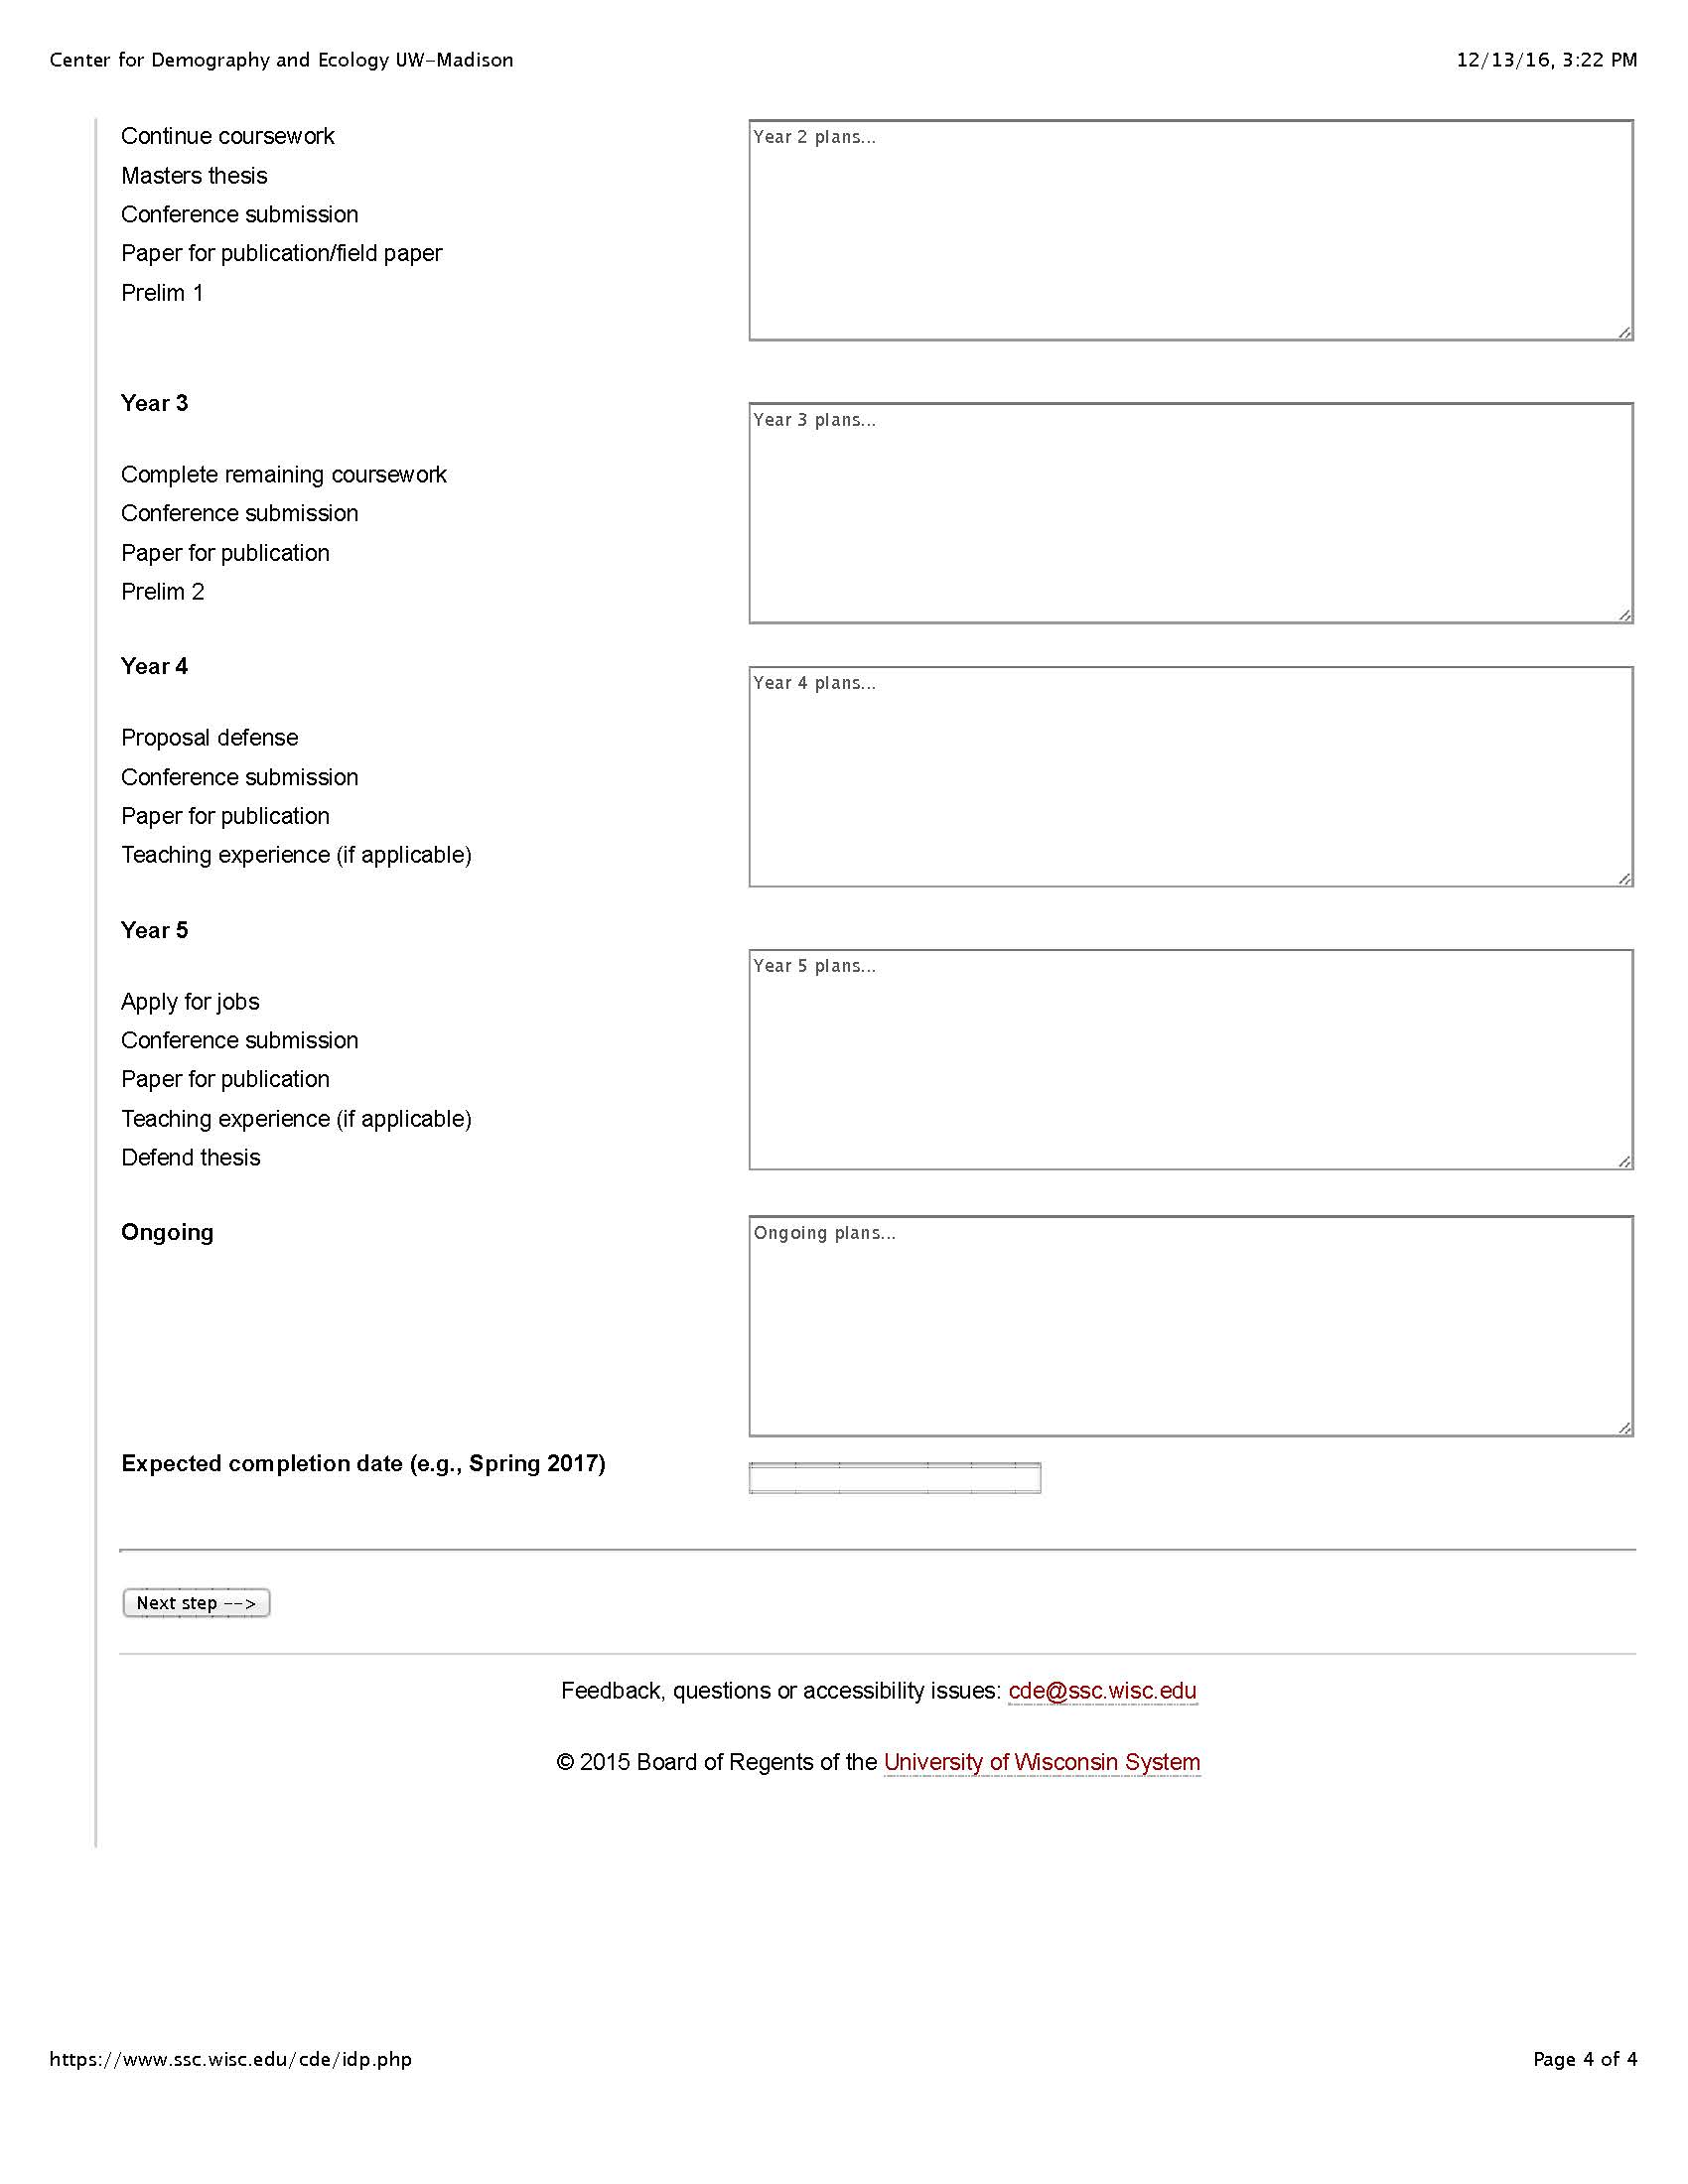 Center for Demography and Ecology UW-Madison 12/13/16, 3:22 PM
Continue coursework
Masters thesis
Conference submission
Paper for publication/field paper
Prelim 1
Year 2 plans...
Year 3
Complete remaining coursework
Conference submission
Paper for publication
Prelim 2
Year 3 plans...
Year 4
Proposal defense
Conference submission
Paper for publication
Teaching experience (if applicable)
Year 4 plans...
Year 5
Apply for jobs
Conference submission
Paper for publication
Teaching experience (if applicable)
Defend thesis
Year 5 plans...
Ongoing
Ongoing plans...
Expected completion date (e.g., Spring 2017)
Next step -->
Feedback, questions or accessibility issues: cde@ssc.wisc.edu
© 2015 Board of Regents of the University of Wisconsin System
https://www.ssc.wisc.edu/cde/idp.php Page 4 of 4